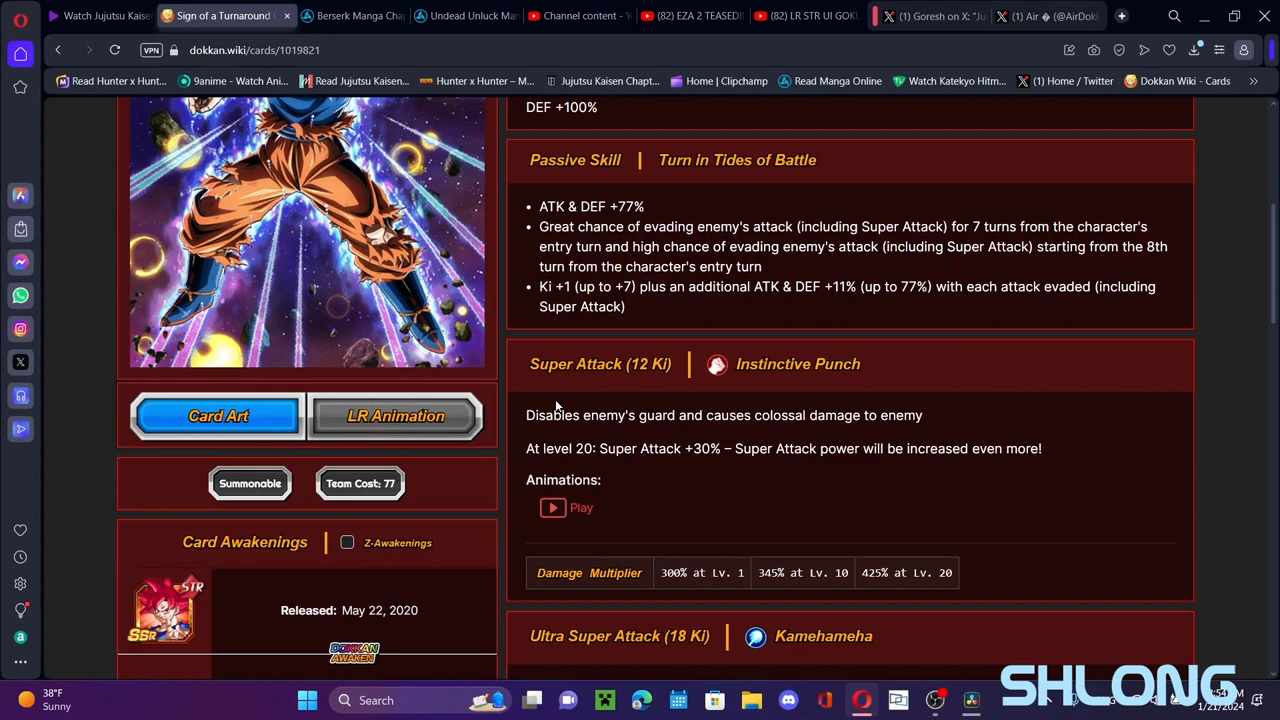 Watch Jujutsu Kaisen
Sign of a Turnaround
Berserk Manga Cha
Undead Unluck Man
Channel content - Yo
(82) EZA 2 TEASED!
(82) LR STR UI GOK
(1) Goresh on X: "Ju
(1) Air � (@AirDok
VPN
dokkan.wiki/cards/1019821
Read Hunter x Hunt...
9anime - Watch Ani...
Read Jujutsu Kaisen...
Hunter x Hunter – M...
Jujutsu Kaisen Chapt...
Home | Clipchamp
Read Manga Online
Watch Katekyo Hitm...
(1) Home / Twitter
Dokkan Wiki - Cards
DEF +100%
Passive Skill | Turn in Tides of Battle
• ATK & DEF +77%
• Great chance of evading enemy's attack (including Super Attack) for 7 turns from the character's
entry turn and high chance of evading enemy's attack (including Super Attack) starting from the 8th
turn from the character's entry turn
• Ki +1 (up to +7) plus an additional ATK & DEF +11% (up to 77%) with each attack evaded (including
Super Attack)
Super Attack (12 Ki) | Instinctive Punch
Disables enemy's guard and causes colossal damage to enemy
At level 20: Super Attack +30% – Super Attack power will be increased even more!
Animations:
Play
Damage Multiplier 300% at Lv. 1 345% at Lv. 10 425% at Lv. 20
Ultra Super Attack (18 Ki) | Kamehameha
Card Art
LR Animation
Summonable
Team Cost: 77
Card Awakenings | Z-Awakenings
STR
SSR
Released: May 22, 2020
DOKKAN
AWAKEN
SHLONG
38°F
Sunny
Search
1/21/2024